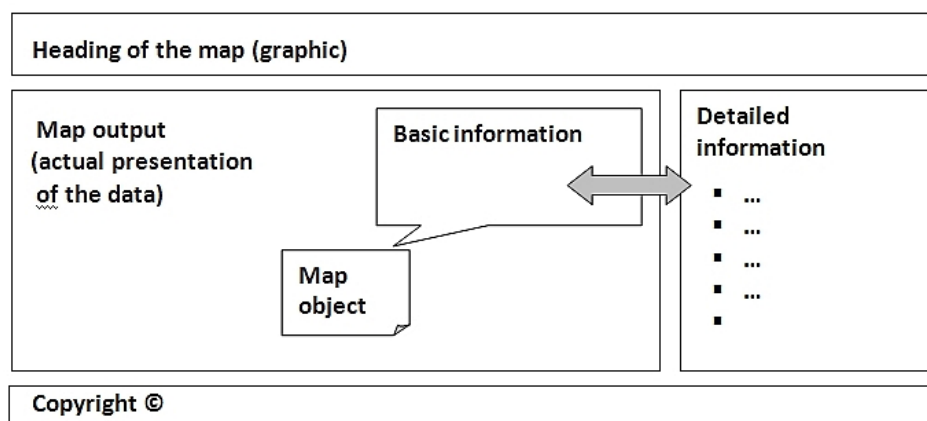 Heading of the map (graphic)
Map output
(actual presentation
of the data)
Basic information
Map
object
Detailed
information
▪ ...
▪ ...
▪ ...
▪ ...
▪
Copyright ©